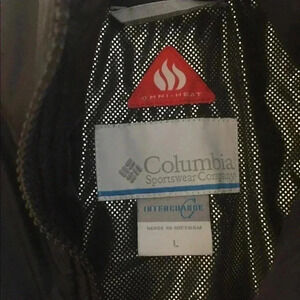 OMNI-HEAT
Columbia
Sportswear Company
INTERCHANGE
MADE IN VIETNAM
L